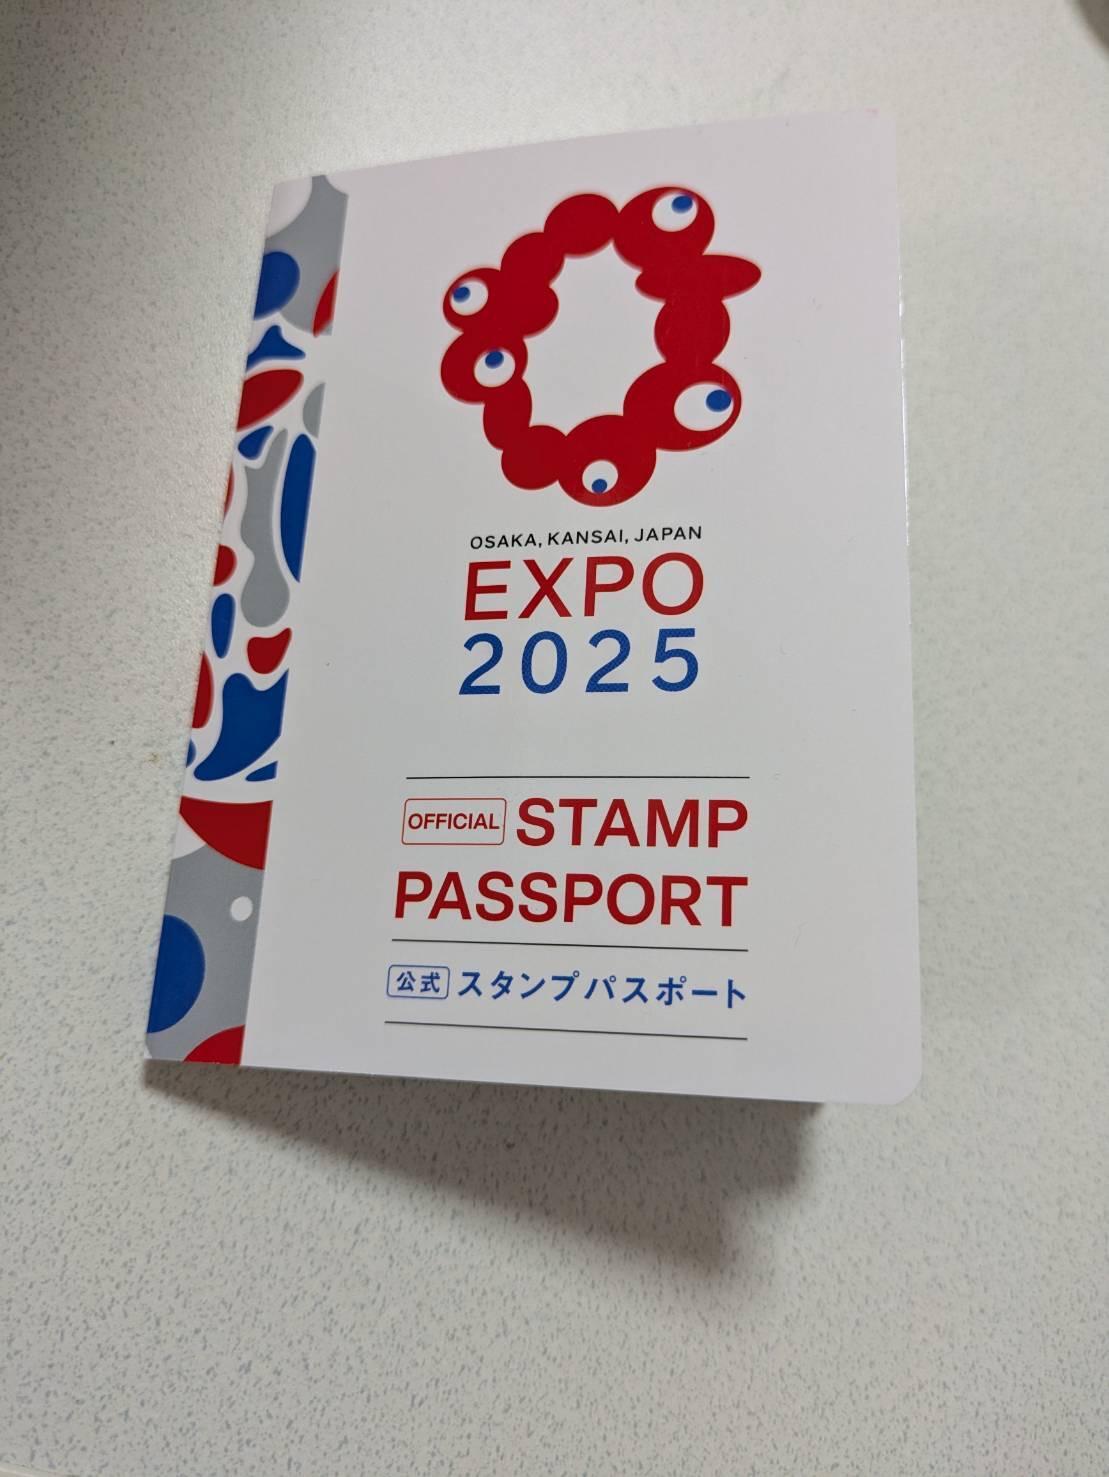 OSAKA, KANSAI, JAPAN
EXPO
2025
OFFICIAL STAMP
PASSPORT
公式 スタンプパスポート